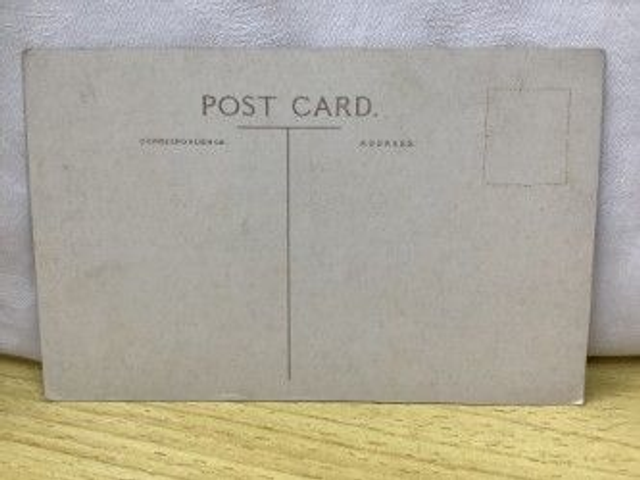 POST CARD.
CORRESPONDENCE.
ADDRESS.